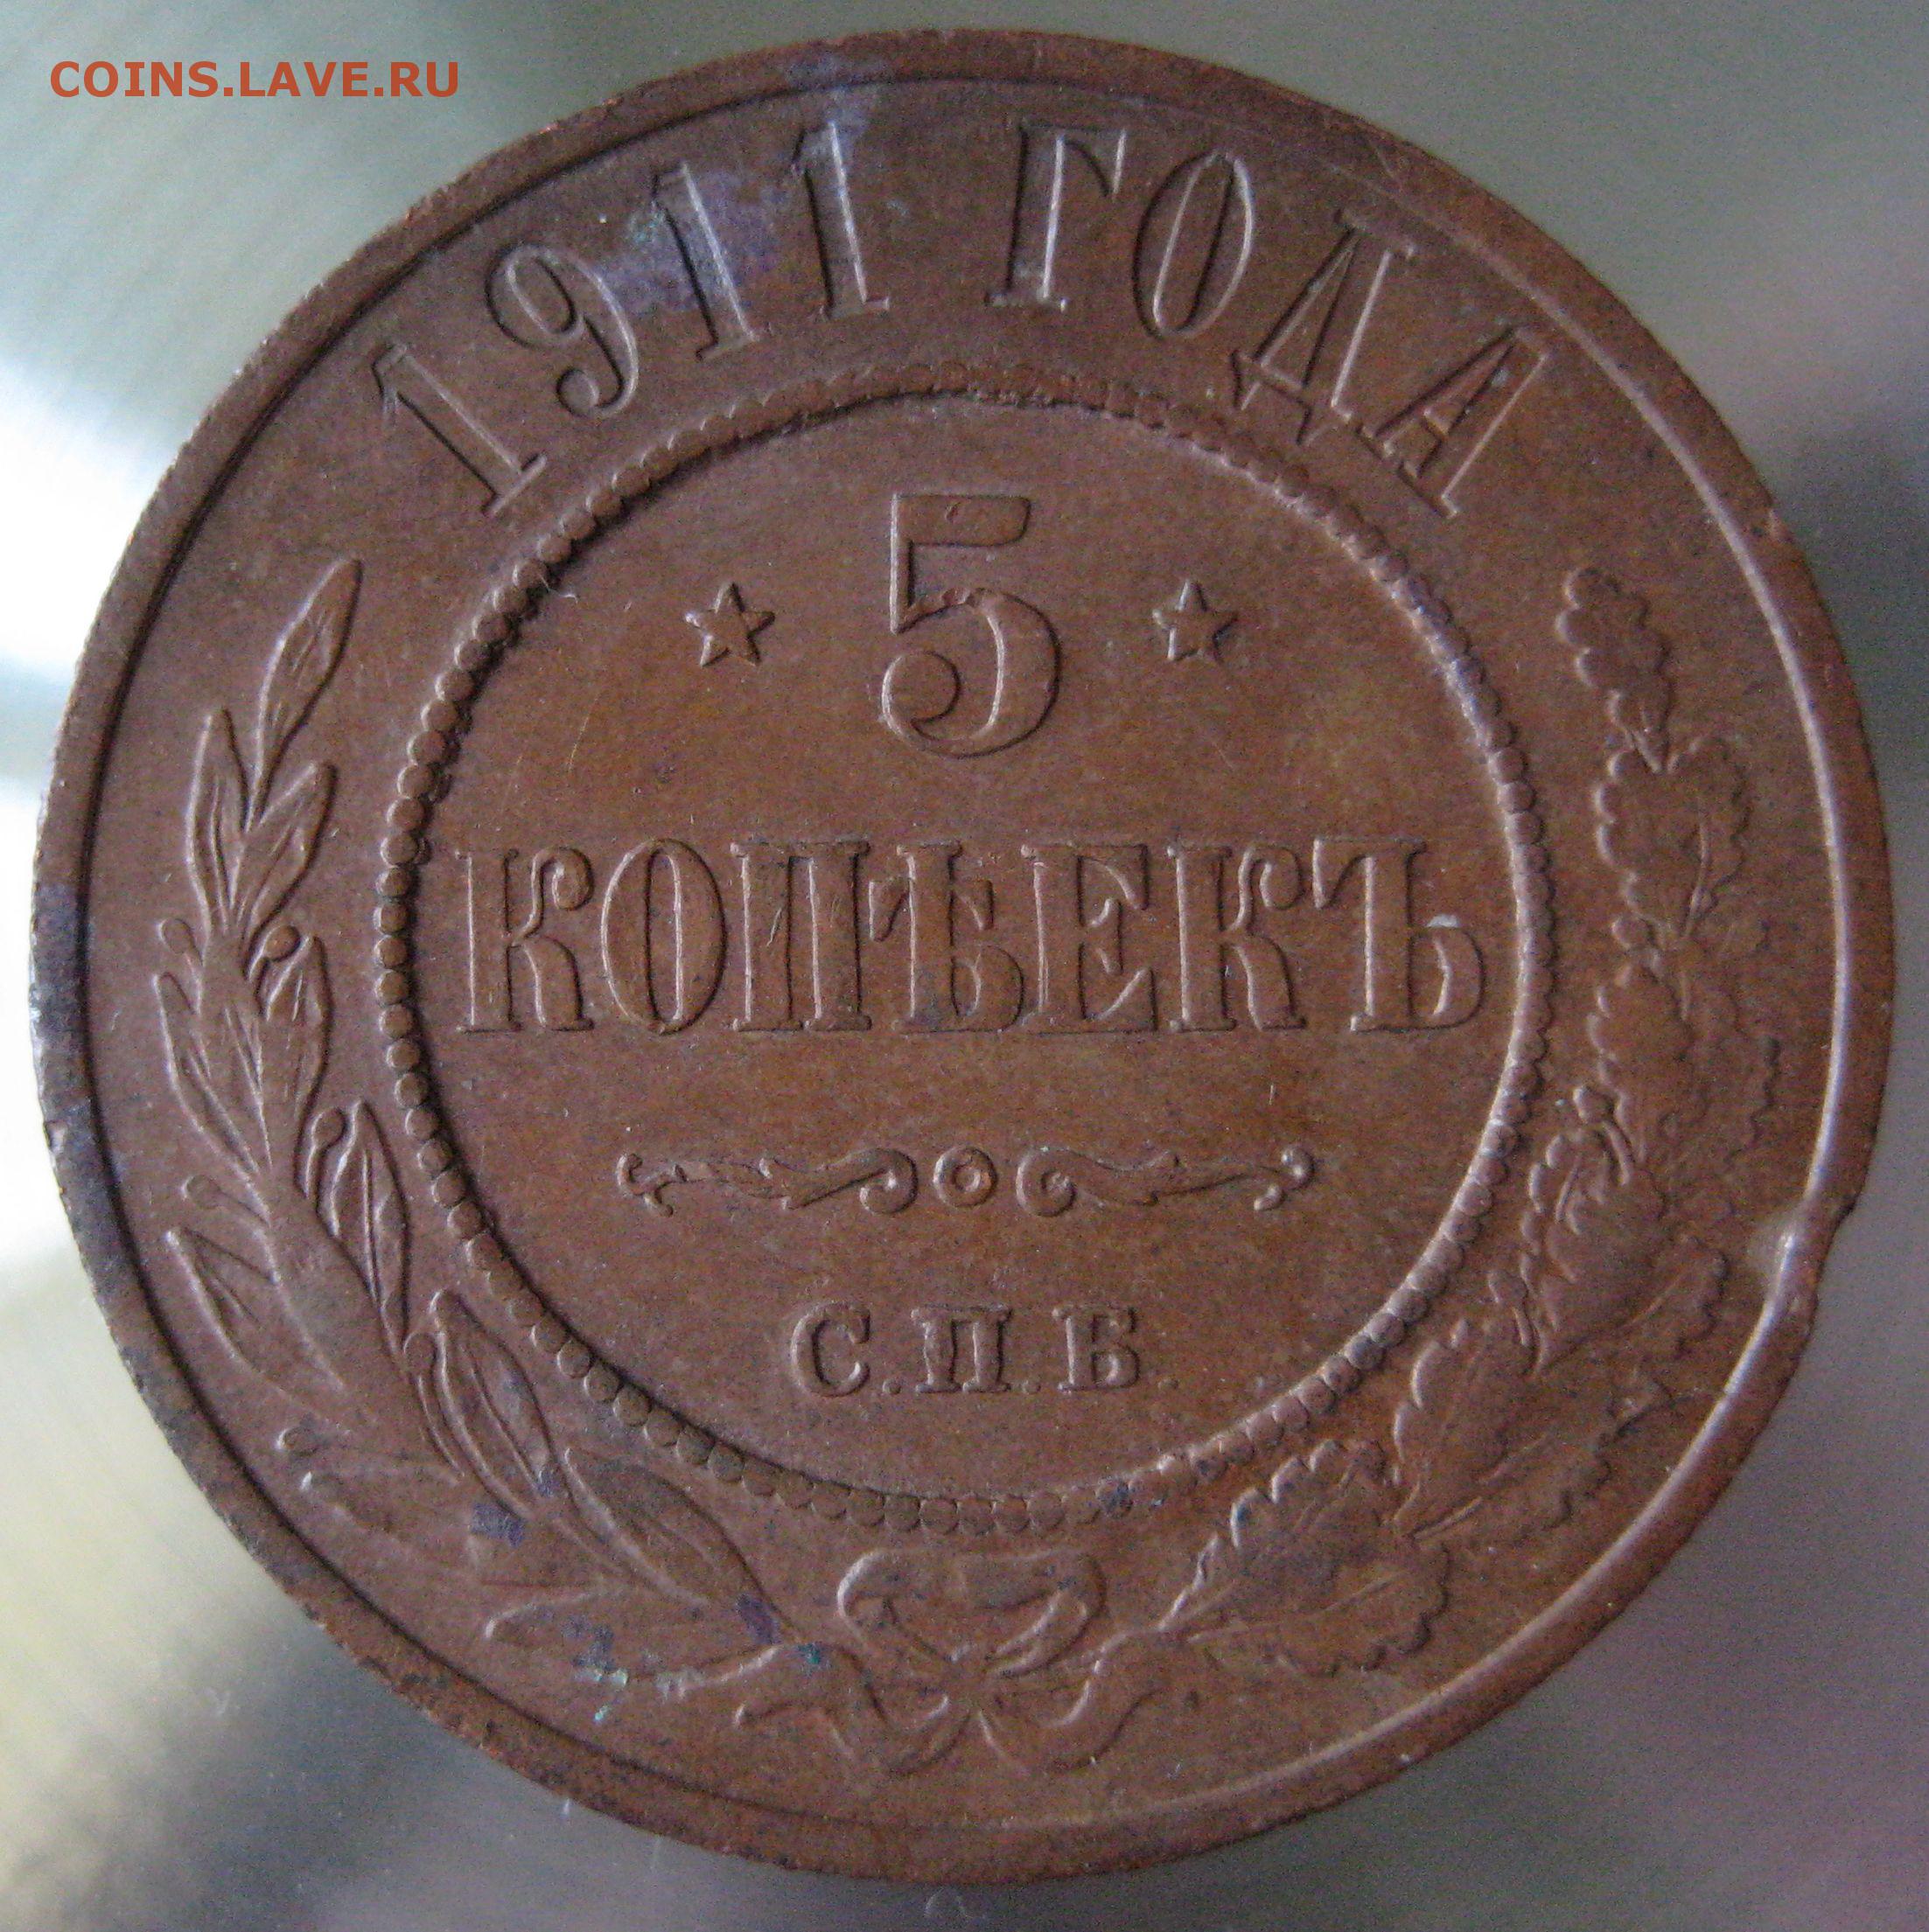 COINS.LAVE.RU
1911 ГОДА
5
КОПѢЕКЪ
С.П.Б.